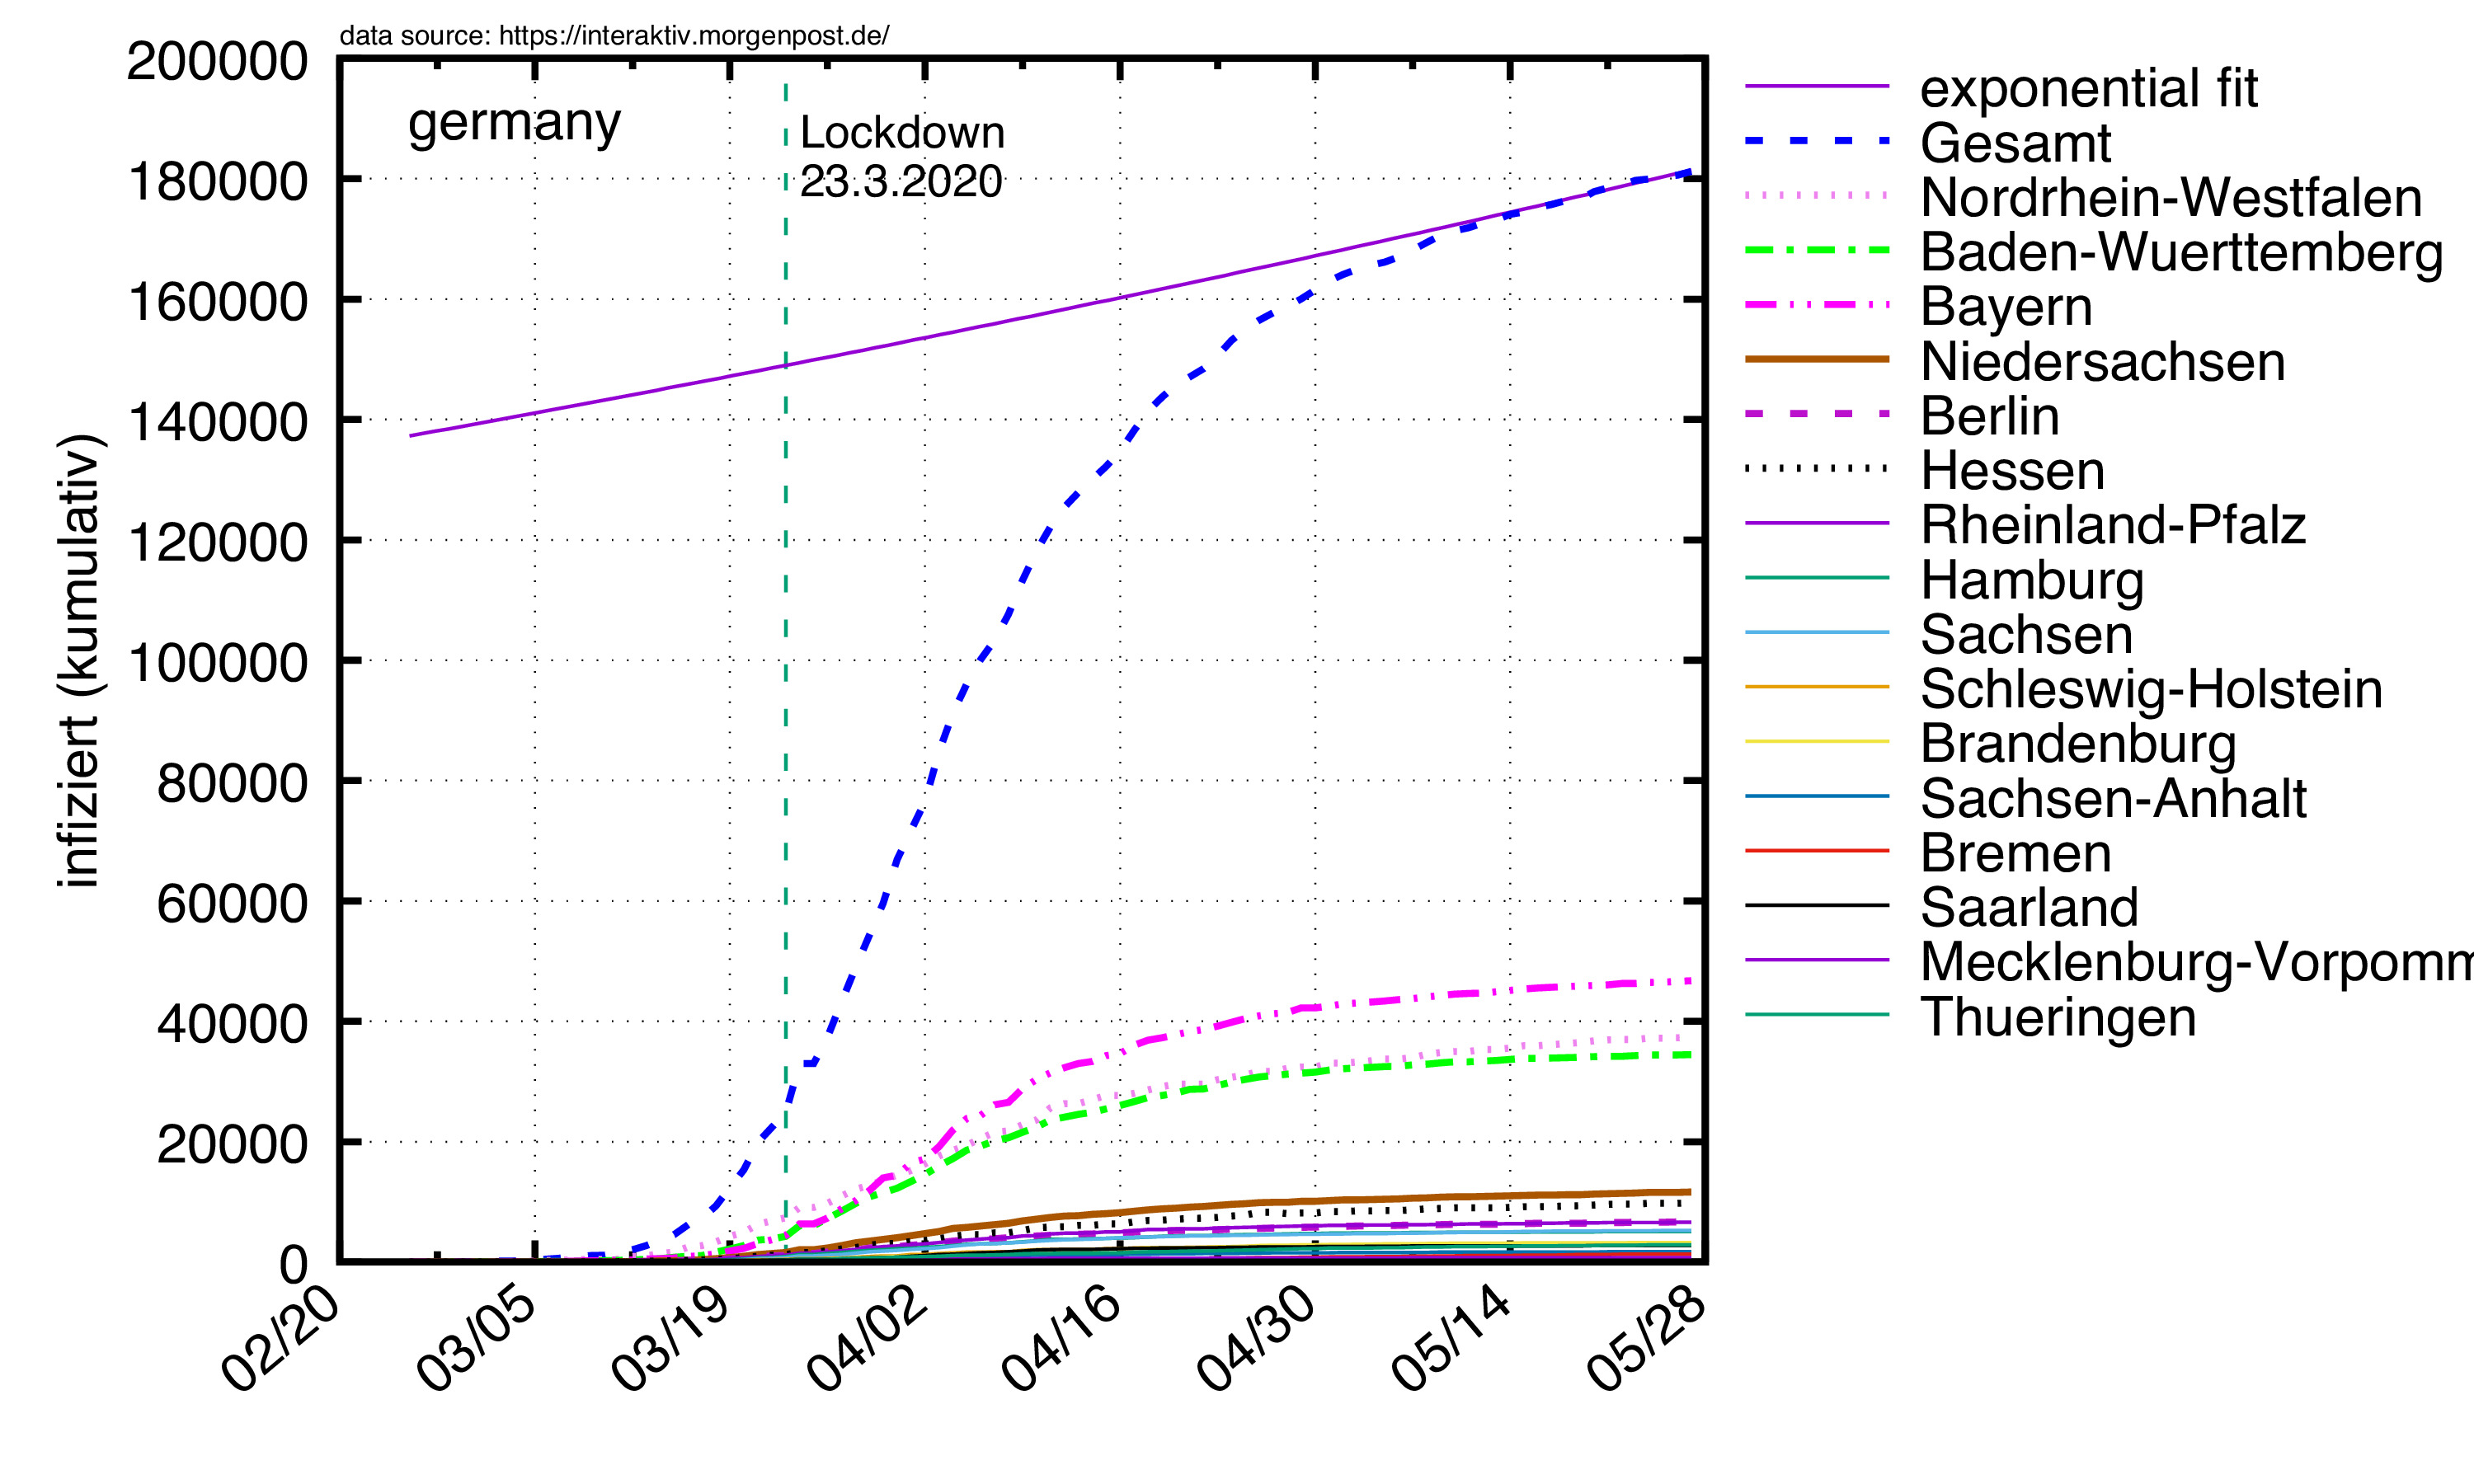 data source: https://interaktiv.morgenpost.de/
200000
180000
160000
140000
120000
100000
80000
60000
40000
20000
0
infiziert (kumulativ)
germany
Lockdown
23.3.2020
02/20
03/05
03/19
04/02
04/16
04/30
05/14
05/28
exponential fit
Gesamt
Nordrhein-Westfalen
Baden-Wuerttemberg
Bayern
Niedersachsen
Berlin
Hessen
Rheinland-Pfalz
Hamburg
Sachsen
Schleswig-Holstein
Brandenburg
Sachsen-Anhalt
Bremen
Saarland
Mecklenburg-Vorpomm
Thueringen